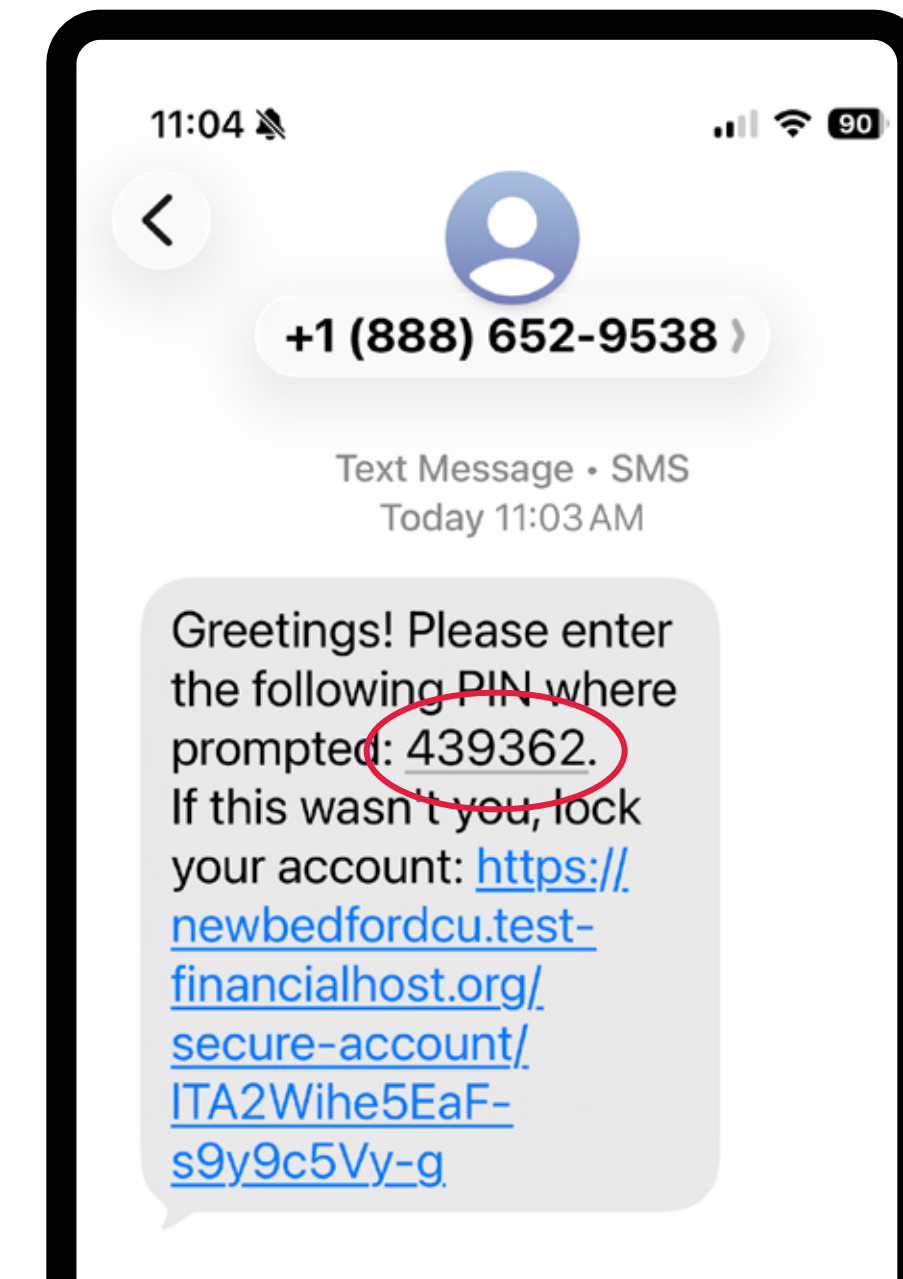 11:04
90
+1 (888) 652-9538
Text Message • SMS
Today 11:03 AM
Greetings! Please enter
the following PIN where
prompted: 439362.
If this wasn't you, lock
your account: https://
newbedfordcu.test-
financialhost.org/
secure-account/
ITA2Wihe5EaF-
s9y9c5Vy-g